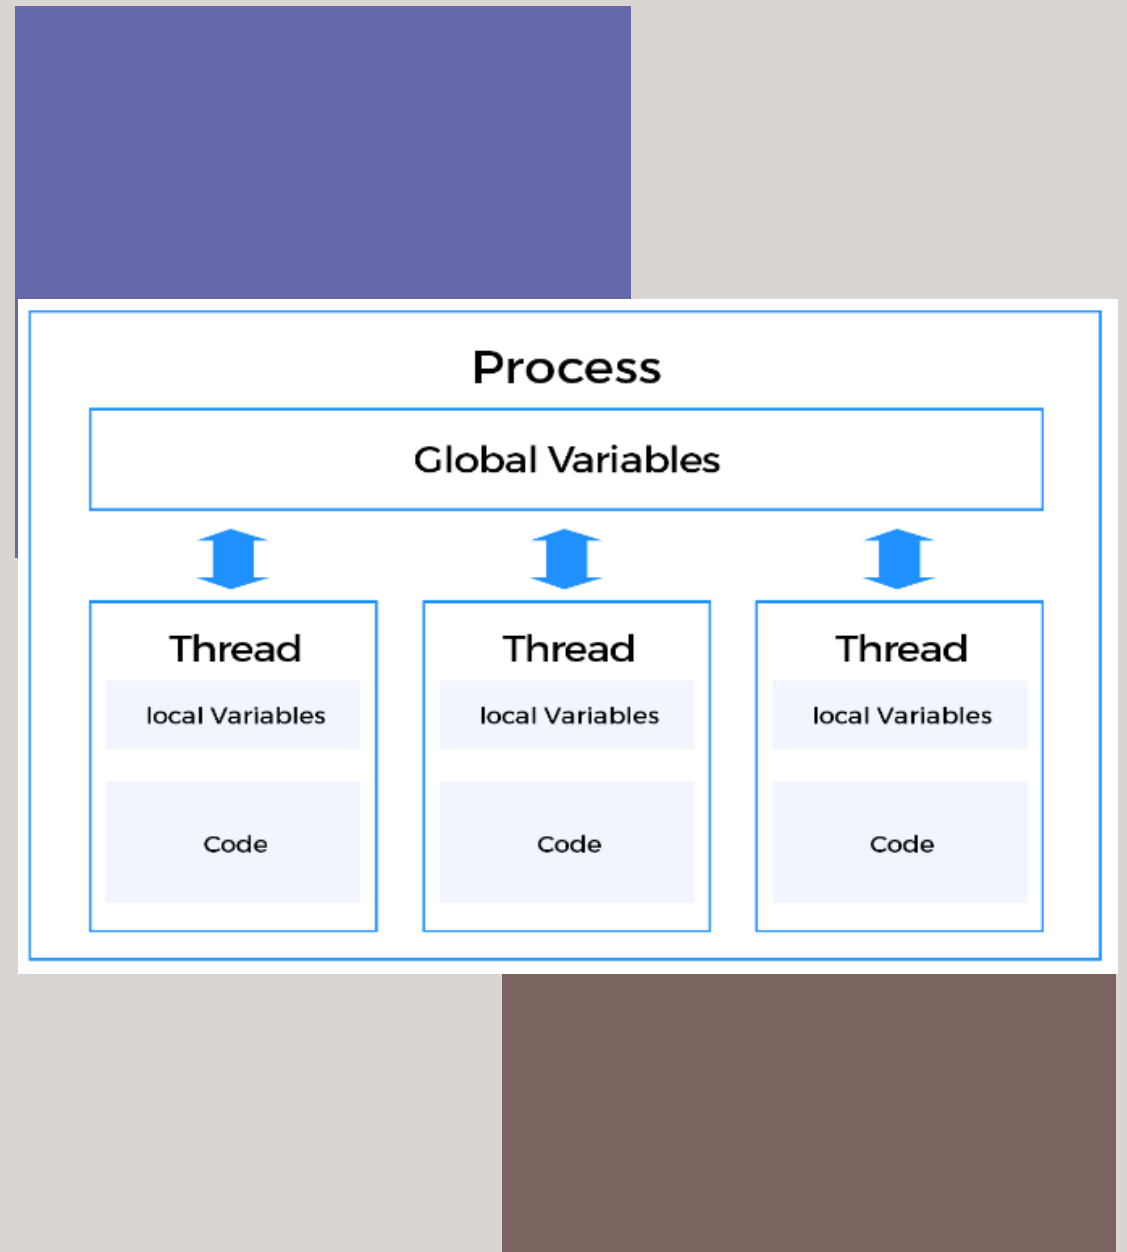 Process
Global Variables
Thread
local Variables
Code
Thread
local Variables
Code
Thread
local Variables
Code